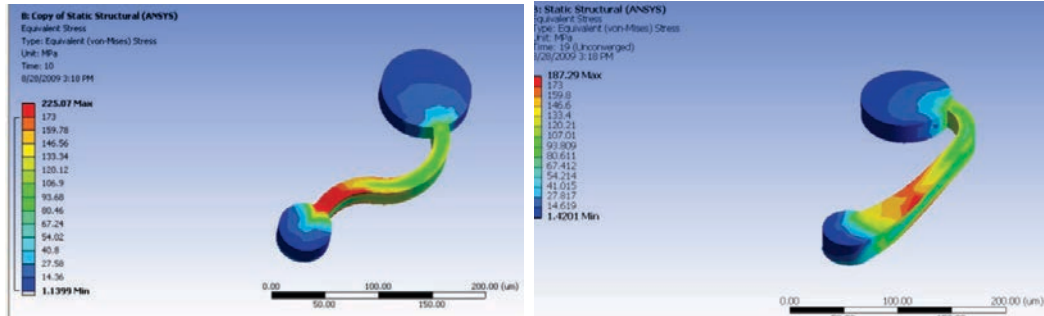 B: Copy of Static Structural (ANSYS)
Equivalent Stress
Type: Equivalent (von-Mises) Stress
Unit: MPa
Time: 10
8/28/2009 3:18 PM
225.07 Max
173
159.78
146.56
133.34
120.12
106.9
93.68
80.46
67.24
54.02
40.8
27.58
14.36
1.1399 Min
0.00 100.00 200.00 (um)
50.00 150.00
B: Static Structural (ANSYS)
Equivalent Stress
Type: Equivalent (von-Mises) Stress
Unit: MPa
Time: 19 (Unconverged)
8/28/2009 3:18 PM
187.29 Max
173
159.8
146.6
133.4
120.21
107.01
93.809
80.611
67.412
54.214
41.015
27.817
14.619
1.4201 Min
0.00 100.00 200.00 (um)